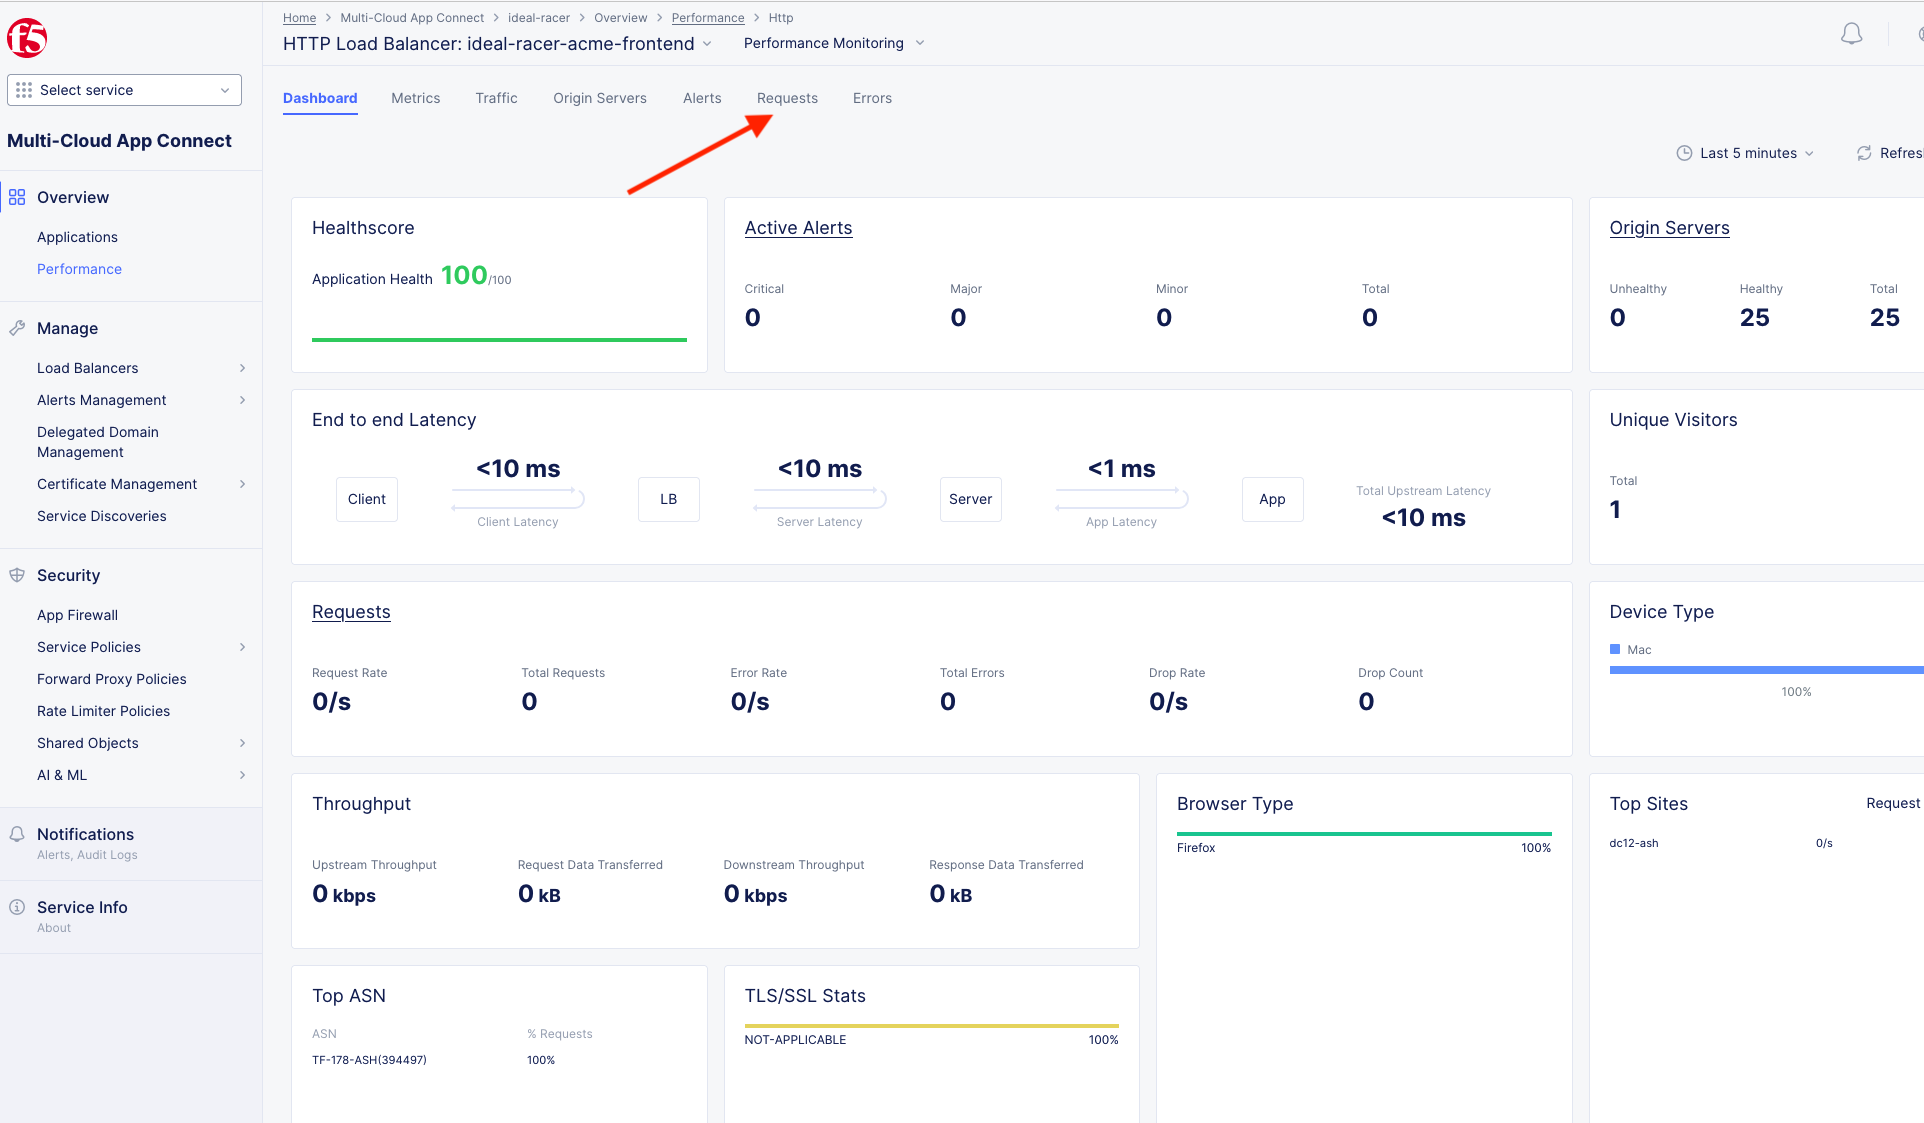 Home > Multi-Cloud App Connect > ideal-racer > Overview > Performance > Http
HTTP Load Balancer: ideal-racer-acme-frontend
Performance Monitoring
f5
Select service
Multi-Cloud App Connect
Overview
Applications
Performance
Manage
Load Balancers
Alerts Management
Delegated Domain
Management
Certificate Management
Service Discoveries
Security
App Firewall
Service Policies
Forward Proxy Policies
Rate Limiter Policies
Shared Objects
AI & ML
Notifications
Alerts, Audit Logs
Service Info
About
Dashboard Metrics Traffic Origin Servers Alerts Requests Errors
Last 5 minutes
Healthscore
Application Health 100/100
Active Alerts
Critical Major Minor Total
0 0 0 0
Origin Servers
Unhealthy Healthy Total
0 25 25
End to end Latency
Client
<10 ms
Client Latency
LB
<10 ms
Server Latency
Server
<1 ms
App Latency
App
Total Upstream Latency
<10 ms
Unique Visitors
Total
1
Requests
Request Rate Total Requests Error Rate Total Errors Drop Rate Drop Count
0/s 0 0/s 0 0/s 0
Device Type
Mac
100%
Throughput
Upstream Throughput Request Data Transferred Downstream Throughput Response Data Transferred
0 kbps 0 kB 0 kbps 0 kB
Browser Type
Firefox 100%
Top Sites Request
dc12-ash 0/s
Top ASN
ASN % Requests
TF-178-ASH(394497) 100%
TLS/SSL Stats
NOT-APPLICABLE 100%